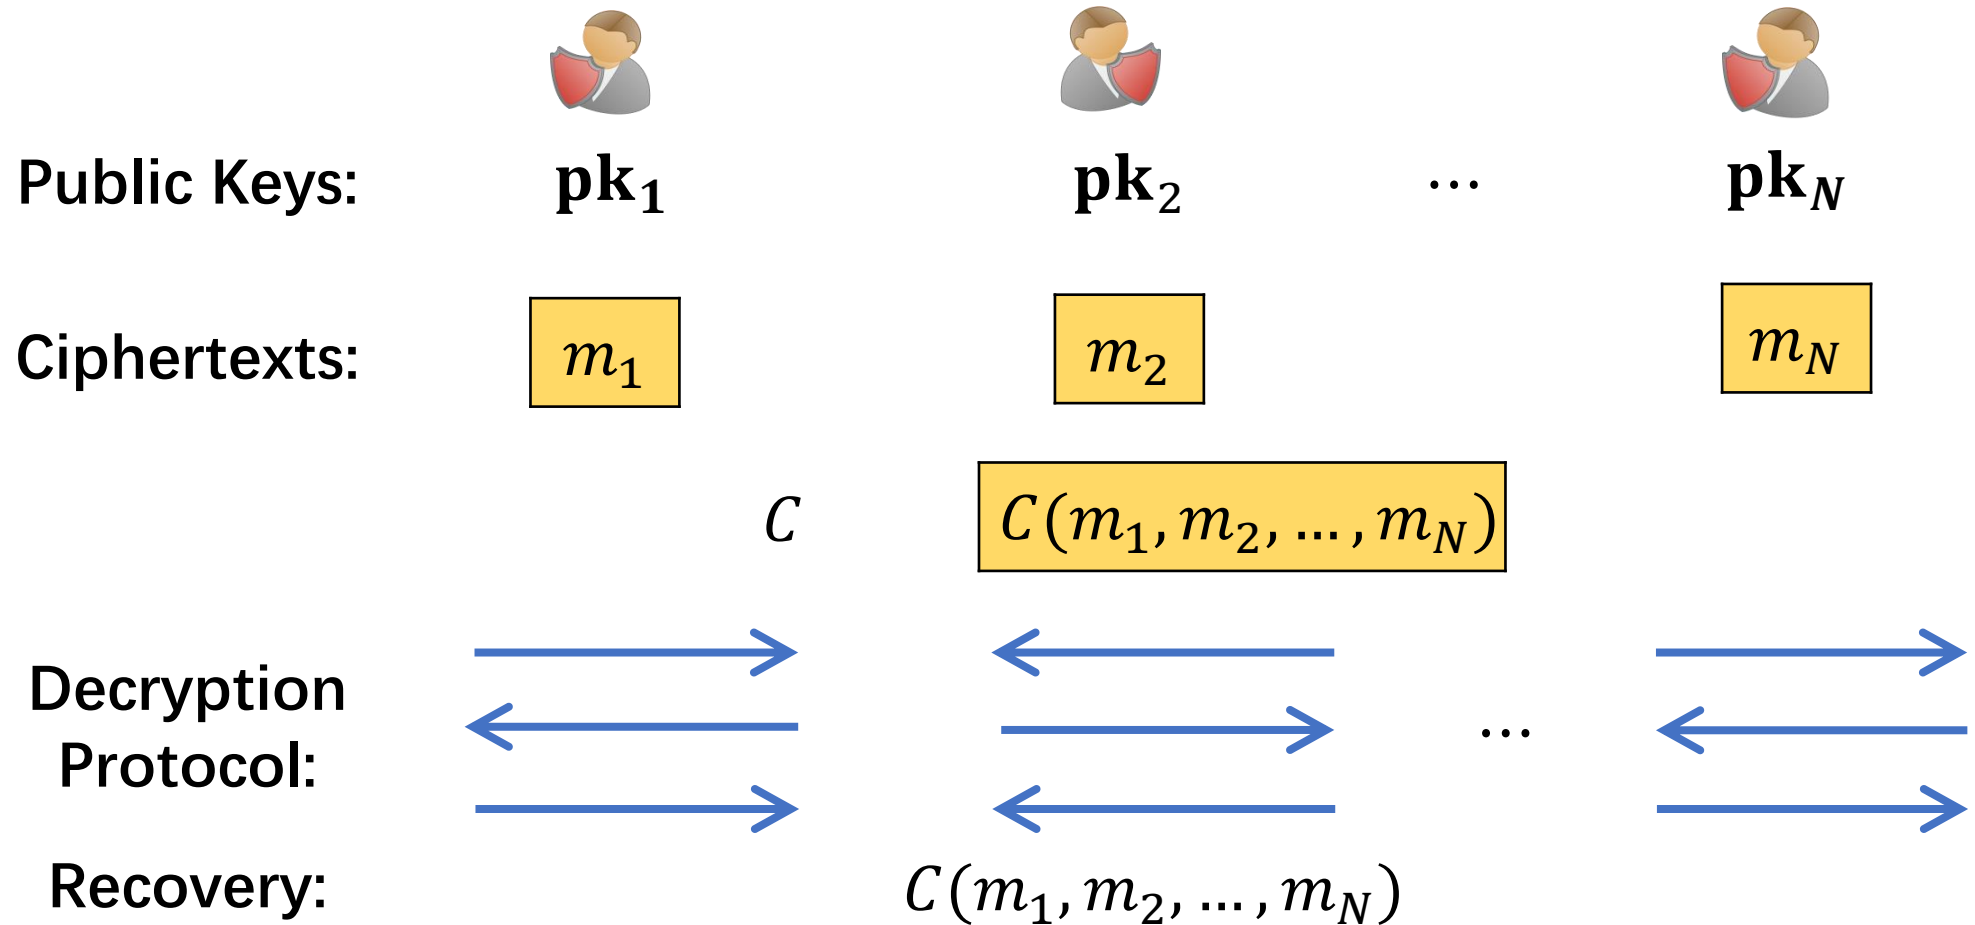 Public Keys: pk₁ pk₂ ⋯ pk_N
Ciphertexts: m₁ m₂ m_N
C C(m₁, m₂, … , m_N)
Decryption
Protocol: ⋯
Recovery: C(m₁, m₂, … , m_N)